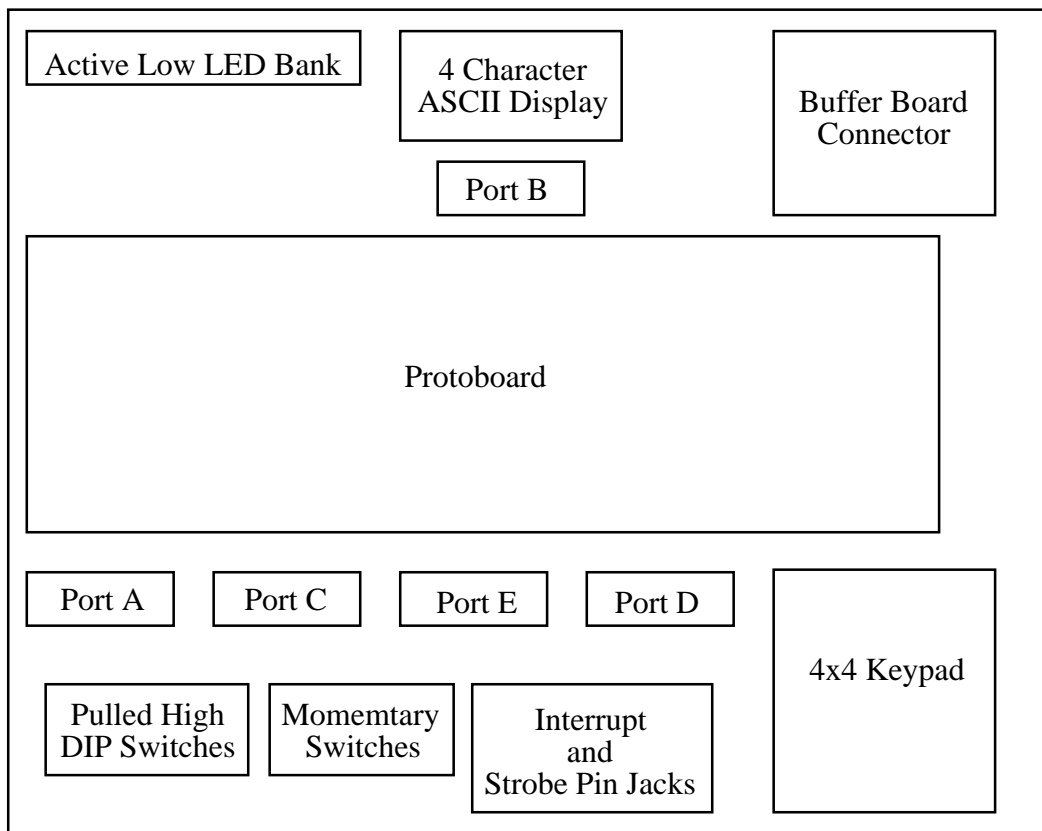 Active Low LED Bank
4 Character
ASCII Display
Buffer Board
Connector
Port B
Protoboard
Port A
Port C
Port E
Port D
4x4 Keypad
Pulled High
DIP Switches
Momemtary
Switches
Interrupt
and
Strobe Pin Jacks